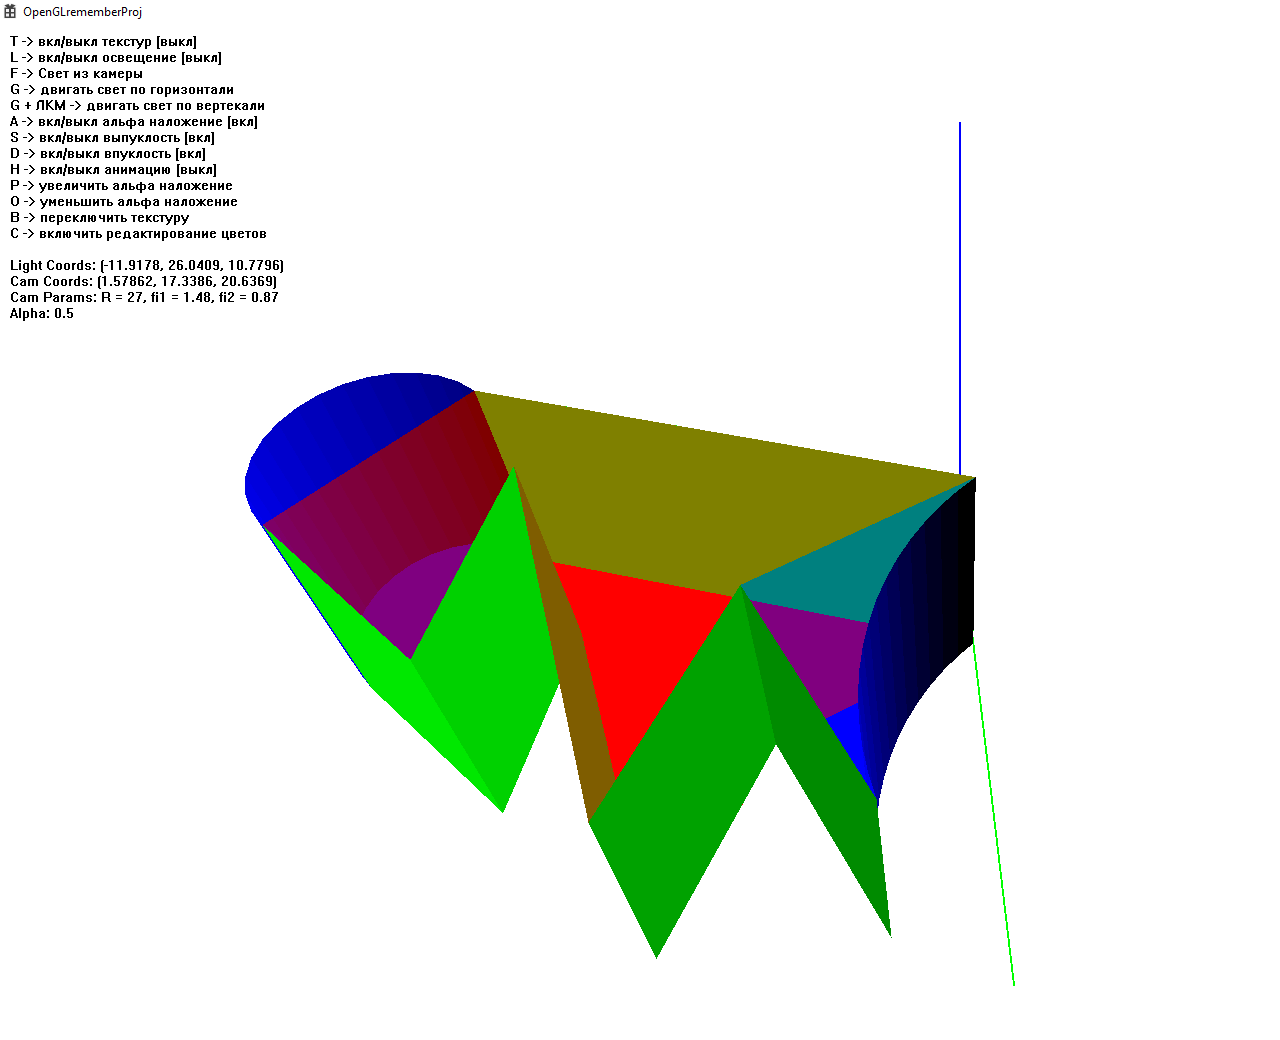 OpenGLrememberProj
T -> вкл/выкл текстур [выкл]
L -> вкл/выкл освещение [выкл]
F -> Свет из камеры
G -> двигать свет по горизонтали
G + ЛКМ -> двигать свет по вертекали
A -> вкл/выкл альфа наложение [вкл]
S -> вкл/выкл выпуклость [вкл]
D -> вкл/выкл впуклость [вкл]
H -> вкл/выкл анимацию [выкл]
P -> увеличить альфа наложение
O -> уменьшить альфа наложение
B -> переключить текстуру
C -> включить редактирование цветов
Light Coords: (-11.9178, 26.0409, 10.7796)
Cam Coords: (1.57862, 17.3386, 20.6369)
Cam Params: R = 27, fi1 = 1.48, fi2 = 0.87
Alpha: 0.5